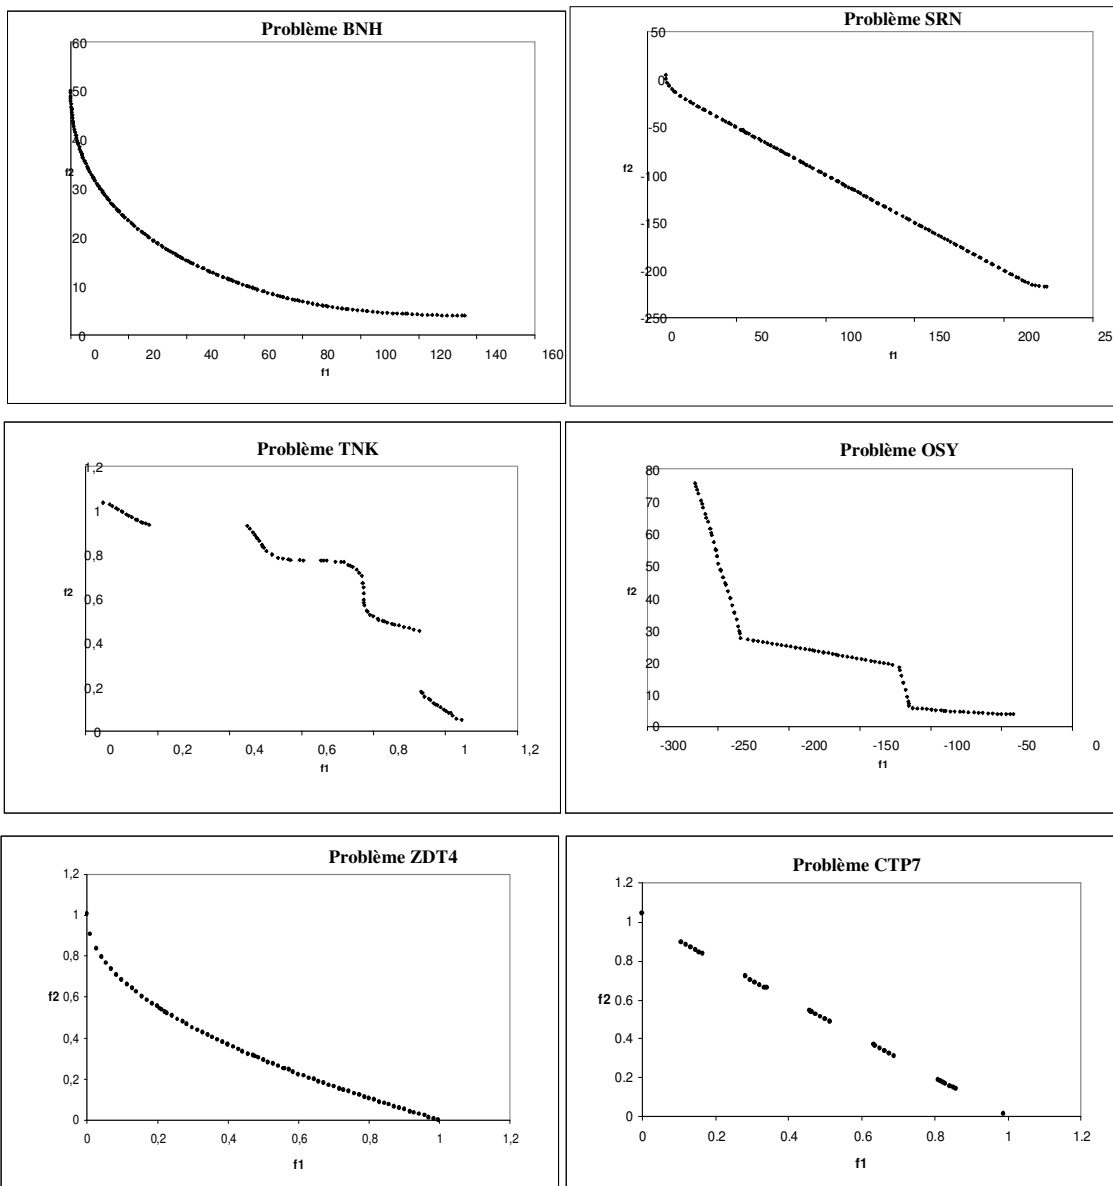 Problème BNH
60
50
40
f2
30
20
10
0
0 20 40 60 80 100 120 140 160
f1
Problème SRN
50
0
-50
f2
-100
-150
-200
-250
0 50 100 150 200 25
f1
Problème TNK
1,2
1
0,8
f2
0,6
0,4
0,2
0
0 0,2 0,4 0,6 0,8 1 1,2
f1
Problème OSY
80
70
60
50
f2
40
30
20
10
0
-300 -250 -200 -150 -100 -50 0
f1
Problème ZDT4
1,2
1
0,8
f2
0,6
0,4
0,2
0
0 0,2 0,4 0,6 0,8 1 1,2
f1
Problème CTP7
1.2
1
0.8
f2
0.6
0.4
0.2
0
0 0.2 0.4 0.6 0.8 1 1.2
f1